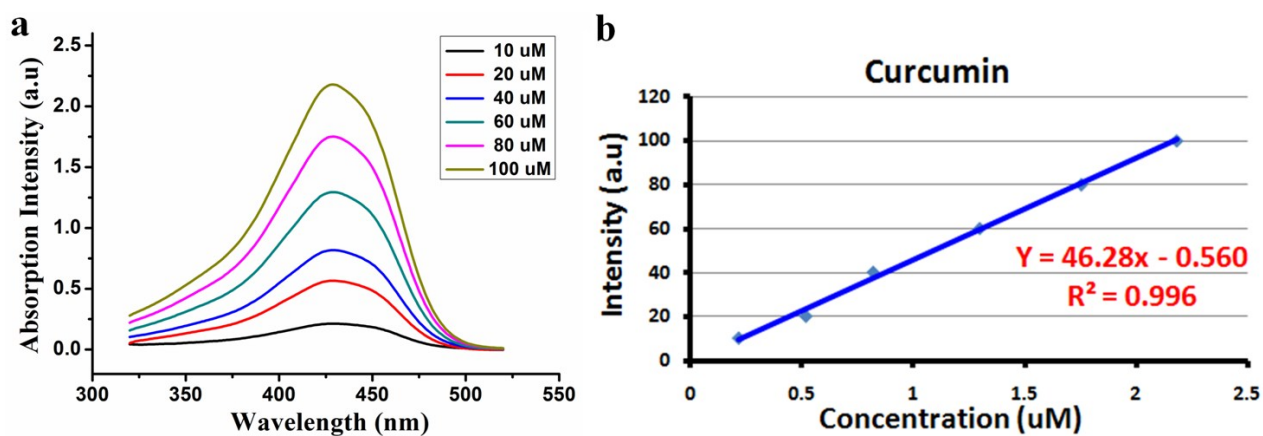 a
2.5
2.0
1.5
1.0
0.5
0.0
300
350
400
450
500
550
Absorption Intensity (a.u)
Wavelength (nm)
10 uM
20 uM
40 uM
60 uM
80 uM
100 uM
b
Curcumin
120
100
80
60
40
20
0
0
0.5
1
1.5
2
2.5
Intensity (a.u)
Concentration (uM)
Y = 46.28x - 0.560
R² = 0.996